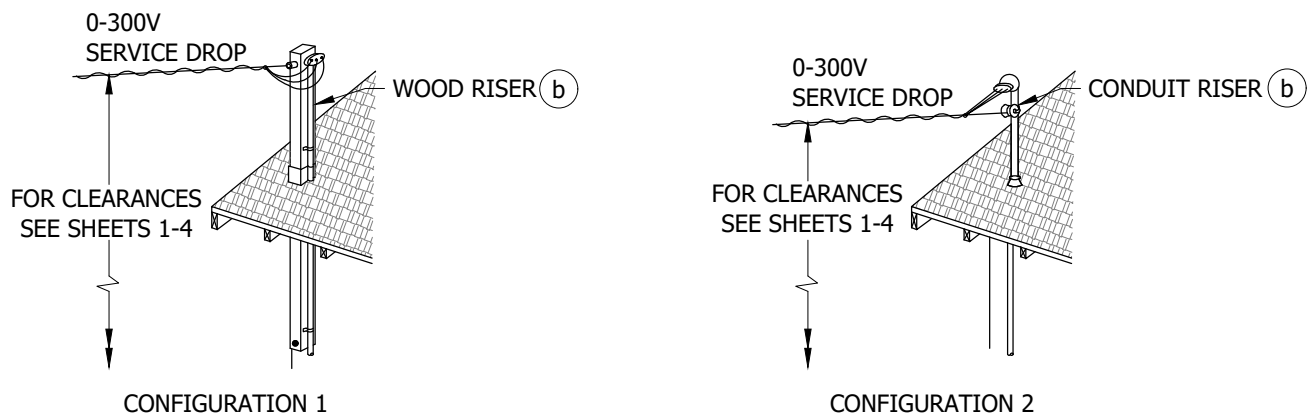 0-300V
SERVICE DROP
WOOD RISER b
FOR CLEARANCES
SEE SHEETS 1-4
CONFIGURATION 1
0-300V
SERVICE DROP
CONDUIT RISER b
FOR CLEARANCES
SEE SHEETS 1-4
CONFIGURATION 2